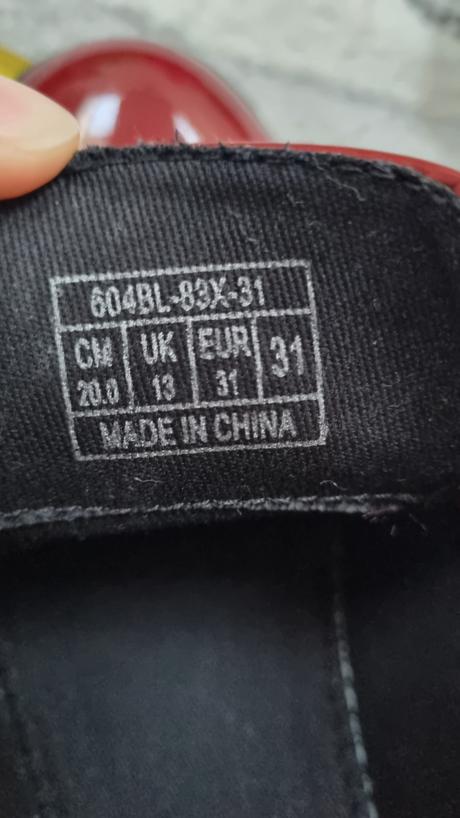 604BL-83X-31
CM UK EUR 31
20.0 13 31
MADE IN CHINA